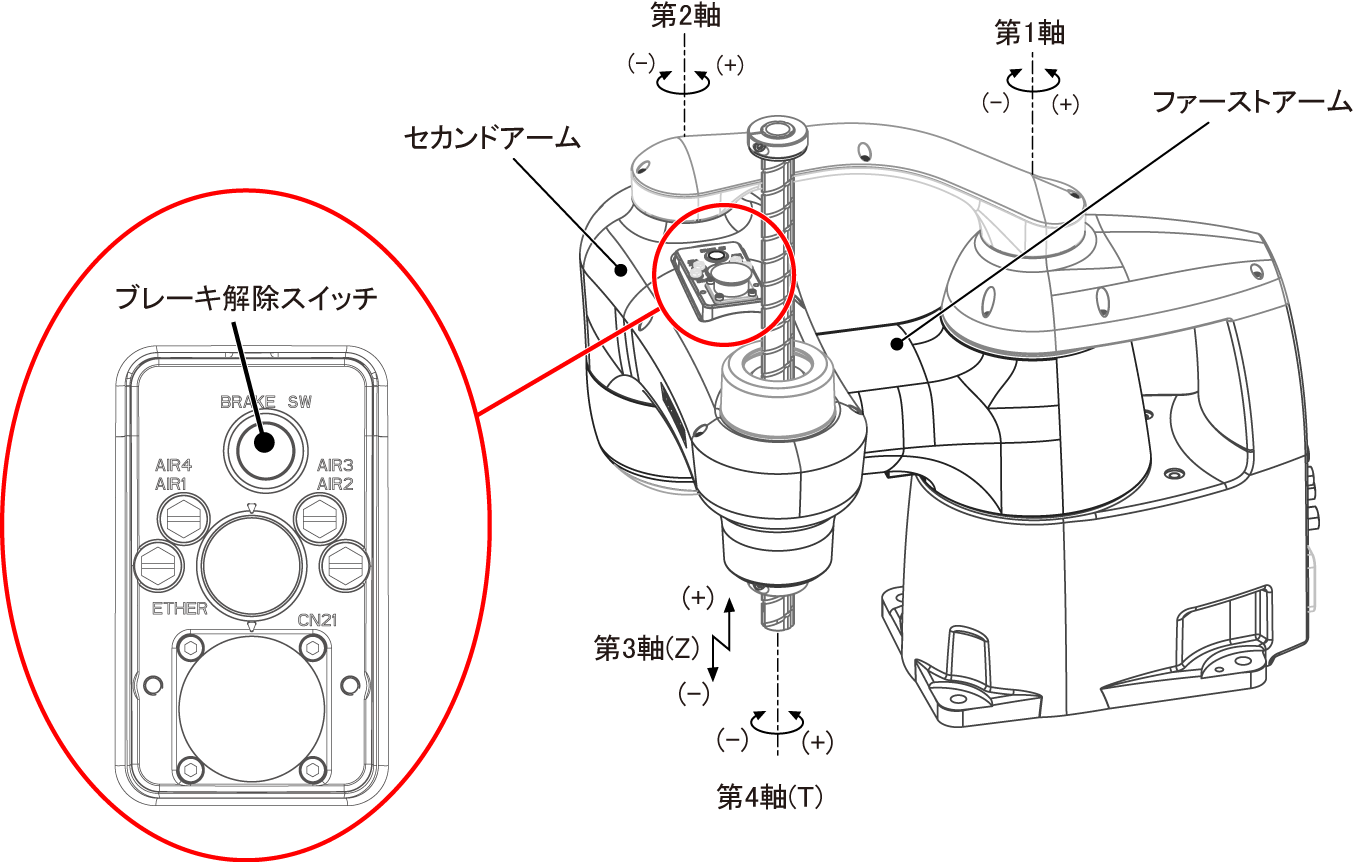 第2軸
(−)
(+)
第1軸
(−)
(+)
ファーストアーム
セカンドアーム
ブレーキ解除スイッチ
BRAKE SW
AIR4
AIR1
AIR3
AIR2
ETHER
CN21
(+)
第3軸(Z)
(−)
(−)
(+)
第4軸(T)